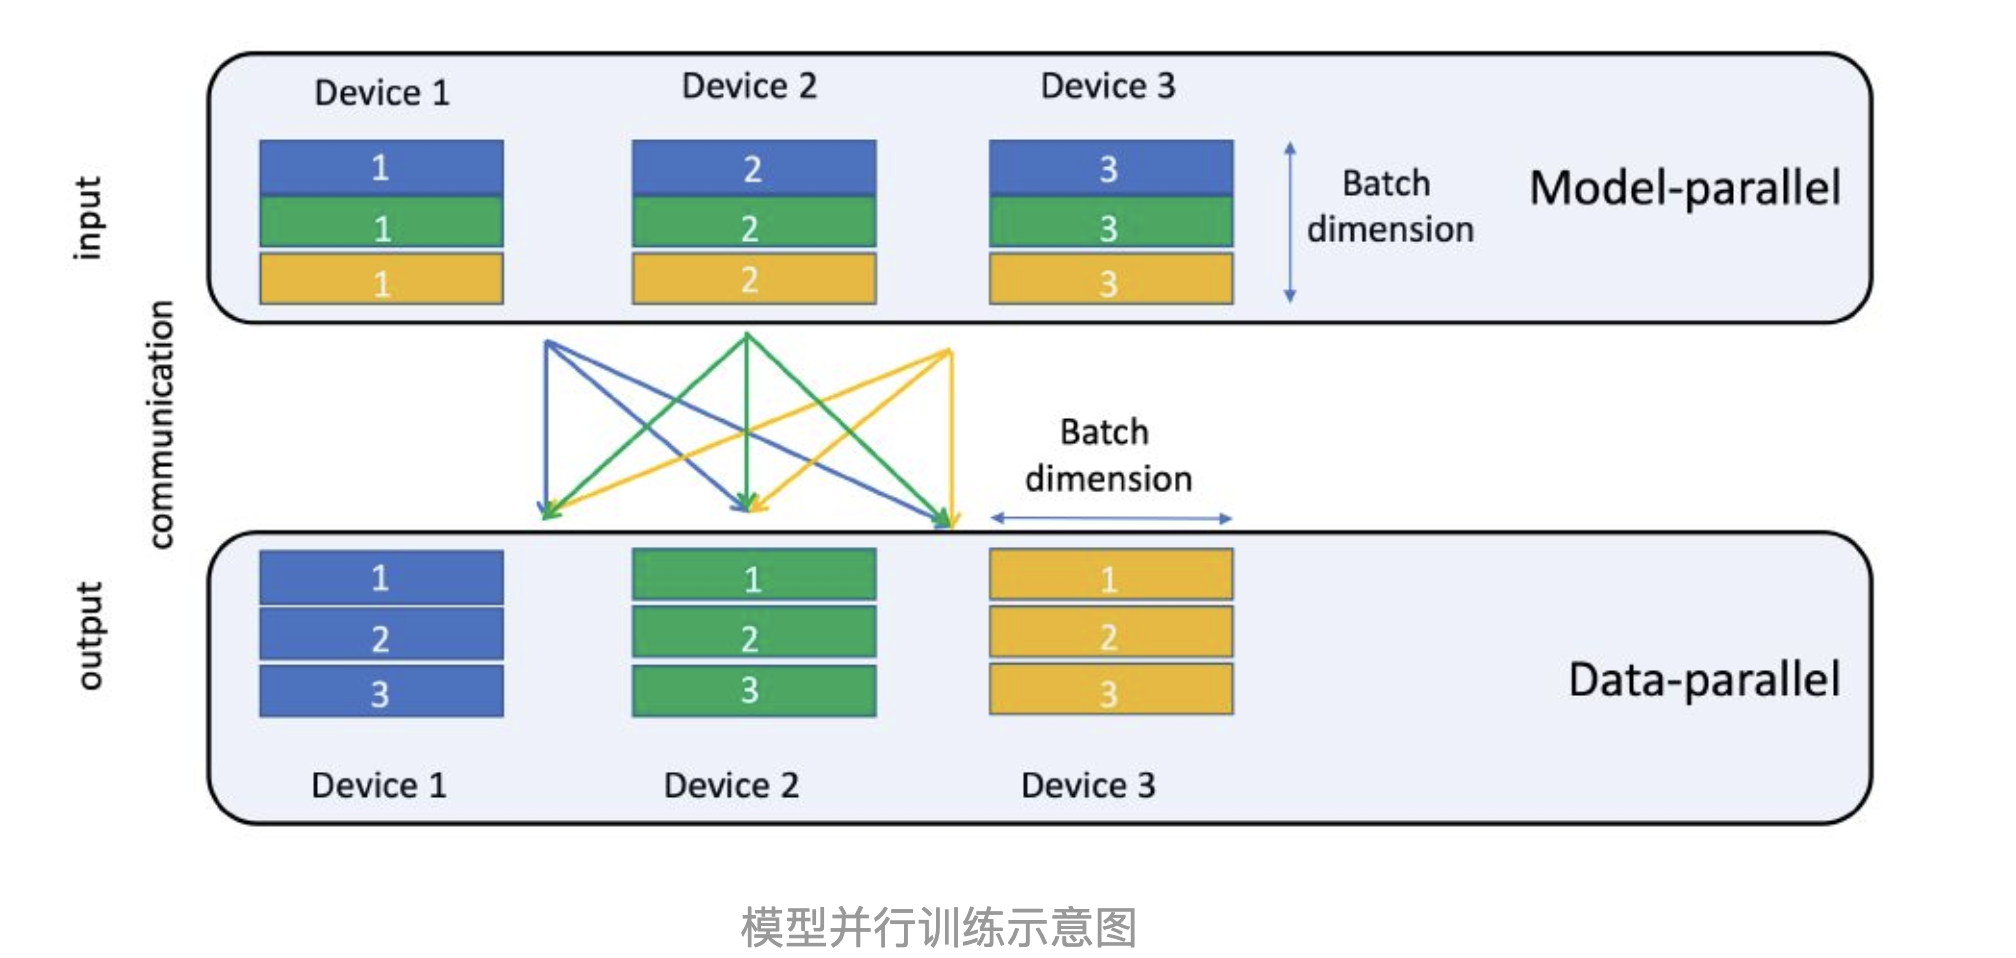 Device 1
Device 2
Device 3
input
1
2
3
1
2
3
1
2
3
Batch
dimension
Model-parallel
communication
Batch
dimension
output
1
1
1
2
2
2
3
3
3
Data-parallel
Device 1
Device 2
Device 3
模型并行训练示意图